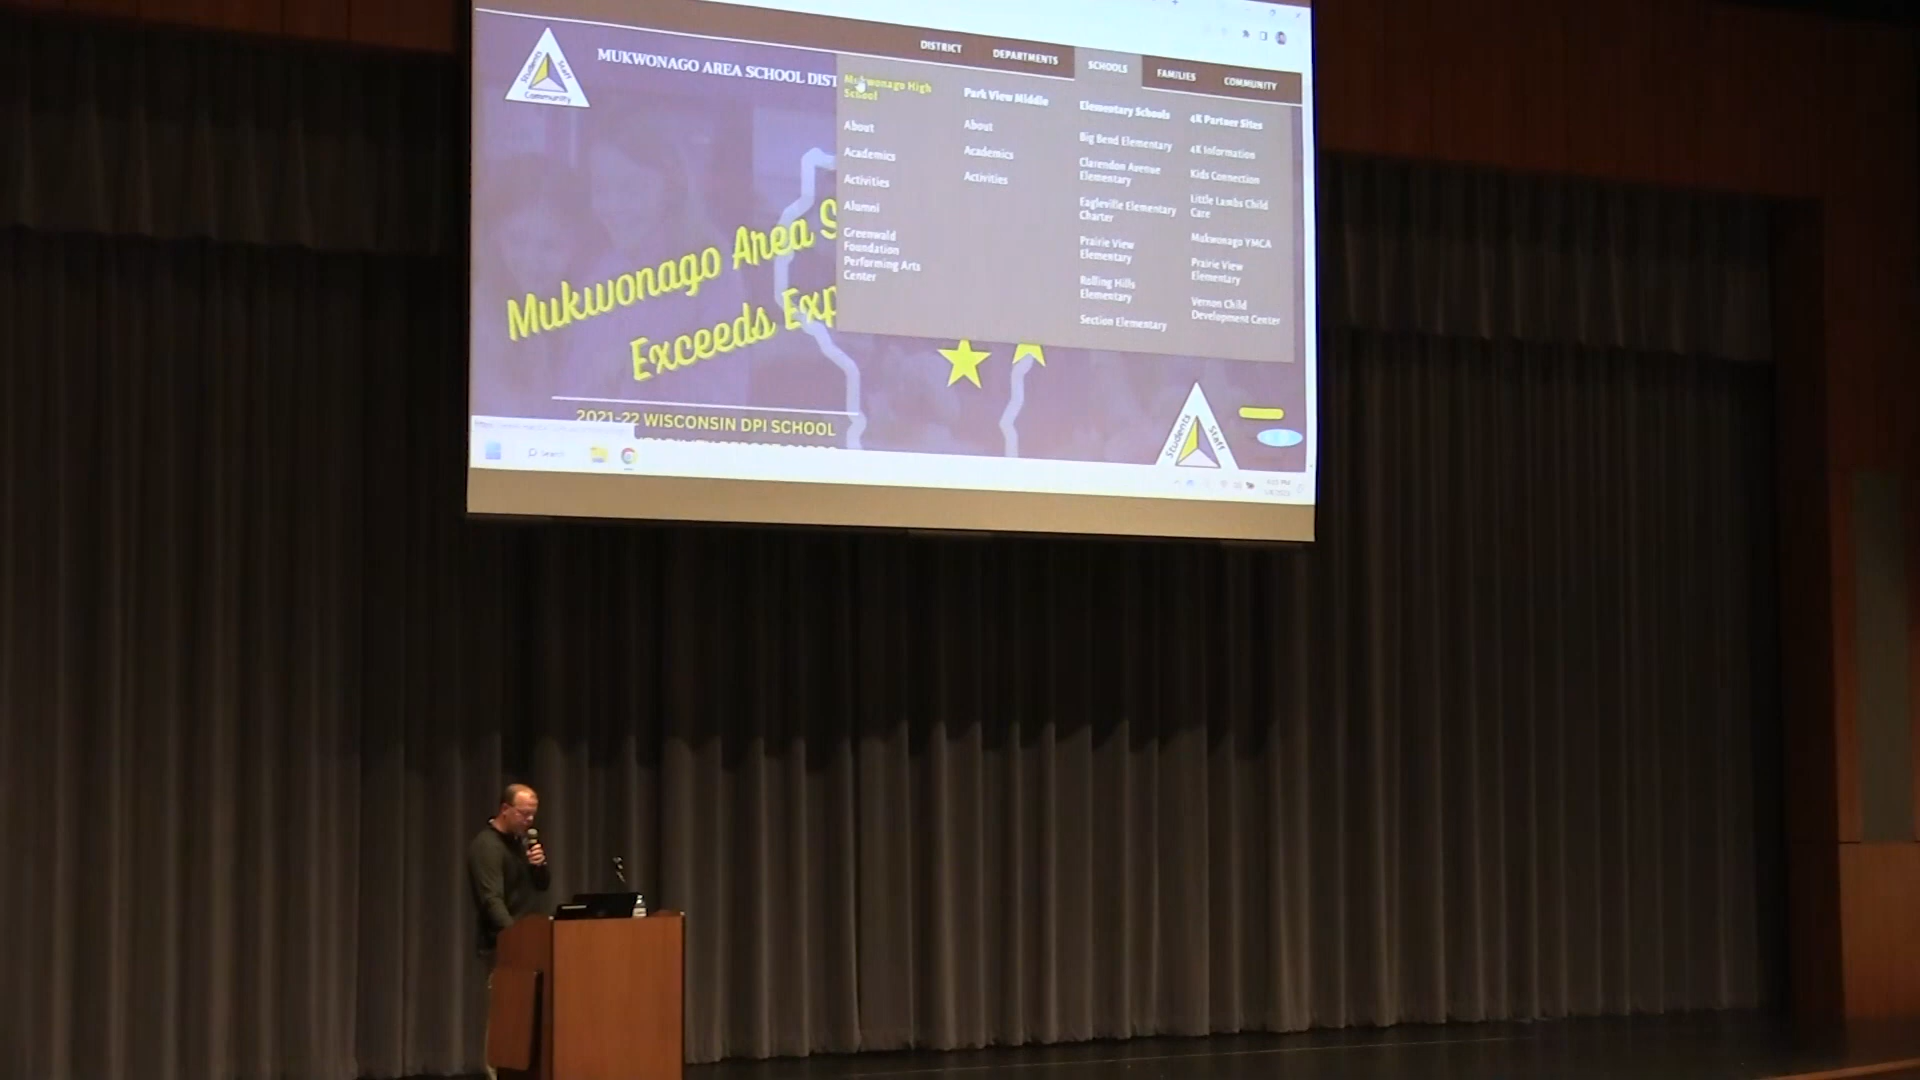 Students
Staff
Community
MUKWONAGO AREA SCHOOL DIST
DISTRICT
DEPARTMENTS
SCHOOLS
FAMILIES
COMMUNITY
Mukwonago High
School
About
Academics
Activities
Alumni
Greenwald
Foundation
Performing Arts
Center
Park View Middle
About
Academics
Activities
Elementary Schools
Big Bend Elementary
Clarendon Avenue
Elementary
Eagleville Elementary
Charter
Prairie View
Elementary
Rolling Hills
Elementary
Section Elementary
4K Partner Sites
4K Information
Kids Connection
Little Lambs Child
Care
Mukwonago YMCA
Prairie View
Elementary
Vernon Child
Development Center
Mukwonago Area S
Exceeds Exp
2021-22 WISCONSIN DPI SCHOOL
Students
Staff
Search